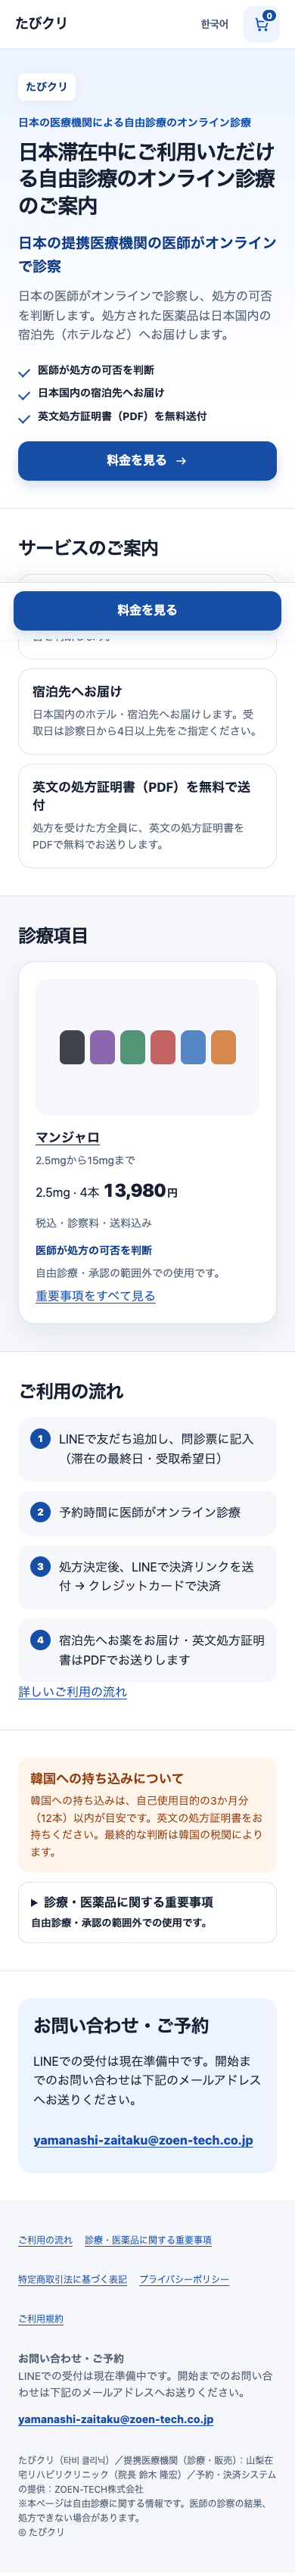 たびクリ
한국어
0
たびクリ
日本の医療機関による自由診療のオンライン診療
日本滞在中にご利用いただけ
る自由診療のオンライン診療
のご案内
日本の提携医療機関の医師がオンライン
で診察
日本の医師がオンラインで診察し、処方の可否
を判断します。処方された医薬品は日本国内の
宿泊先（ホテルなど）へお届けします。
医師が処方の可否を判断
日本国内の宿泊先へお届け
英文処方証明書（PDF）を無料送付
料金を見る →
サービスのご案内
料金を見る
宿泊先へお届け
日本国内のホテル・宿泊先へお届けします。受
取日は診察日から4日以上先をご指定ください。
英文の処方証明書（PDF）を無料で送
付
処方を受けた方全員に、英文の処方証明書を
PDFで無料でお送りします。
診療項目
マンジャロ
2.5mgから15mgまで
2.5mg · 4本 13,980円
税込・診察料・送料込み
医師が処方の可否を判断
自由診療・承認の範囲外での使用です。
重要事項をすべて見る
ご利用の流れ
1 LINEで友だち追加し、問診票に記入
（滞在の最終日・受取希望日）
2 予約時間に医師がオンライン診療
3 処方決定後、LINEで決済リンクを送
付 → クレジットカードで決済
4 宿泊先へお薬をお届け・英文処方証明
書はPDFでお送りします
詳しいご利用の流れ
韓国への持ち込みについて
韓国への持ち込みは、自己使用目的の3か月分
（12本）以内が目安です。英文の処方証明書をお
持ちください。最終的な判断は韓国の税関により
ます。
▶ 診療・医薬品に関する重要事項
自由診療・承認の範囲外での使用です。
お問い合わせ・ご予約
LINEでの受付は現在準備中です。開始ま
でのお問い合わせは下記のメールアドレス
へお送りください。
yamanashi-zaitaku@zoen-tech.co.jp
ご利用の流れ 診療・医薬品に関する重要事項
特定商取引法に基づく表記 プライバシーポリシー
ご利用規約
お問い合わせ・ご予約
LINEでの受付は現在準備中です。開始までのお問い合
わせは下記のメールアドレスへお送りください。
yamanashi-zaitaku@zoen-tech.co.jp
たびクリ（타비 클리닉）／提携医療機関（診療・販売）：山梨在
宅リハビリクリニック（院長 鈴木 隆宏）／予約・決済システム
の提供：ZOEN-TECH株式会社
※本ページは自由診療に関する情報です。医師の診察の結果、
処方できない場合があります。
© たびクリ